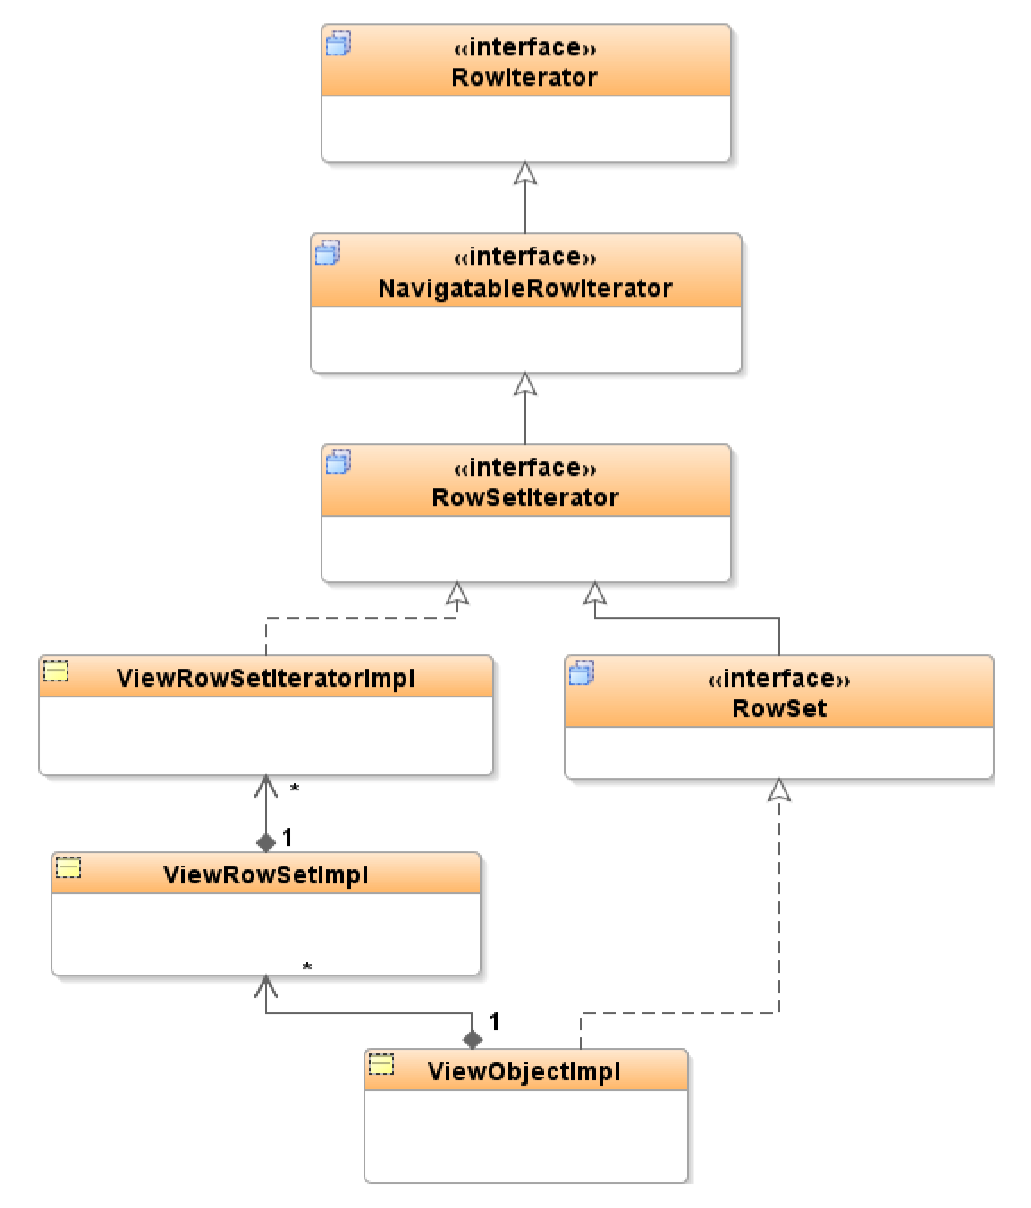 ‹‹interface››
RowIterator
‹‹interface››
NavigatableRowIterator
‹‹interface››
RowSetIterator
ViewRowSetIteratorImpl
‹‹interface››
RowSet
*
1
ViewRowSetImpl
*
1
ViewObjectImpl